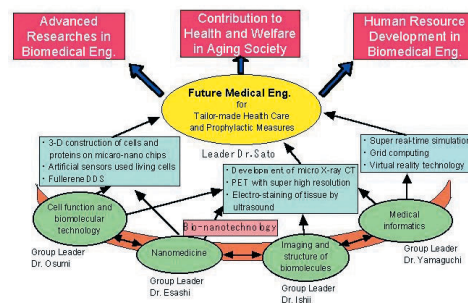 Advanced
Researches in
Biomedical Eng.
Contribution to
Health and Welfare
in Aging Society
Human Resource
Development in
Biomedical Eng.
Future Medical Eng.
for
Tailor-made Health Care
and Prophylactic Measures
Leader Dr. Sato
・3-D construction of cells and
proteins on micro-nano chips
・Artificial sensors used living cells
・Fullerene DDS
・Development of micro X-ray CT
・PET with super high resolution
・Electro-staining of tissue by
ultrasound
・Super real-time simulation
・Grid computing
・Virtual reality technology
Cell function and
biomolecular
technology
Bio-nanotechnology
Medical
informatics
Group Leader
Dr. Osumi
Nanomedicine
Imaging and
structure of
biomolecules
Group Leader
Dr. Yamaguchi
Group Leader
Dr. Esashi
Group Leader
Dr. Ishii